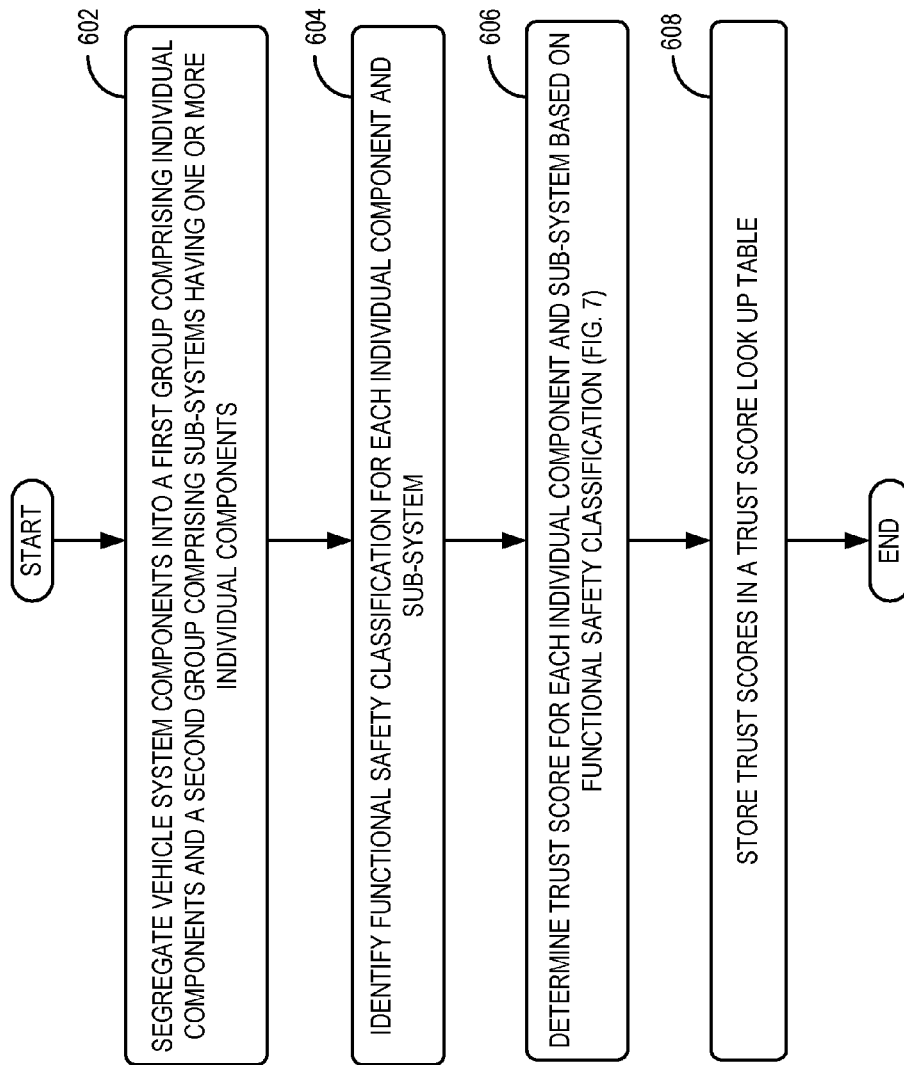 START
602
SEGREGATE VEHICLE SYSTEM COMPONENTS INTO A FIRST GROUP COMPRISING INDIVIDUAL
COMPONENTS AND A SECOND GROUP COMPRISING SUB-SYSTEMS HAVING ONE OR MORE
INDIVIDUAL COMPONENTS
604
IDENTIFY FUNCTIONAL SAFETY CLASSIFICATION FOR EACH INDIVIDUAL COMPONENT AND
SUB-SYSTEM
606
DETERMINE TRUST SCORE FOR EACH INDIVIDUAL COMPONENT AND SUB-SYSTEM BASED ON
FUNCTIONAL SAFETY CLASSIFICATION (FIG. 7)
608
STORE TRUST SCORES IN A TRUST SCORE LOOK UP TABLE
END